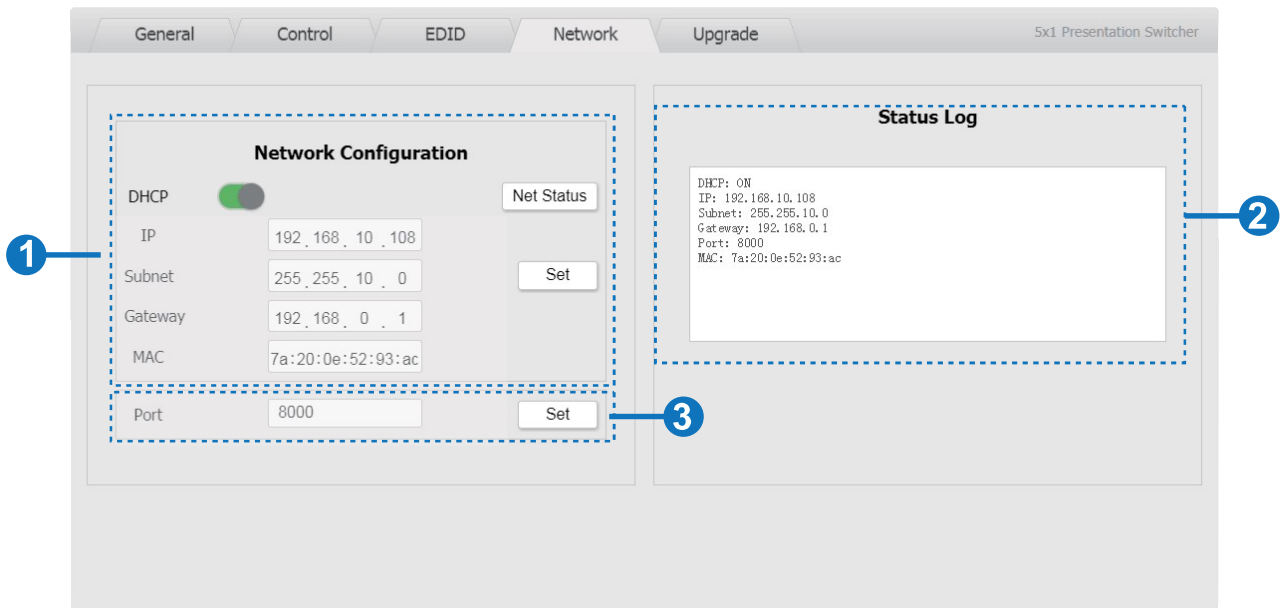 General Control EDID Network Upgrade 5x1 Presentation Switcher
Network Configuration
DHCP Net Status
IP 192.168.10.108
Subnet 255.255.10.0 Set
Gateway 192.168.0.1
MAC 7a:20:0e:52:93:ac
Port 8000 Set
1
3
Status Log
DHCP: ON
IP: 192.168.10.108
Subnet: 255.255.10.0
Gateway: 192.168.0.1
Port: 8000
MAC: 7a:20:0e:52:93:ac
2